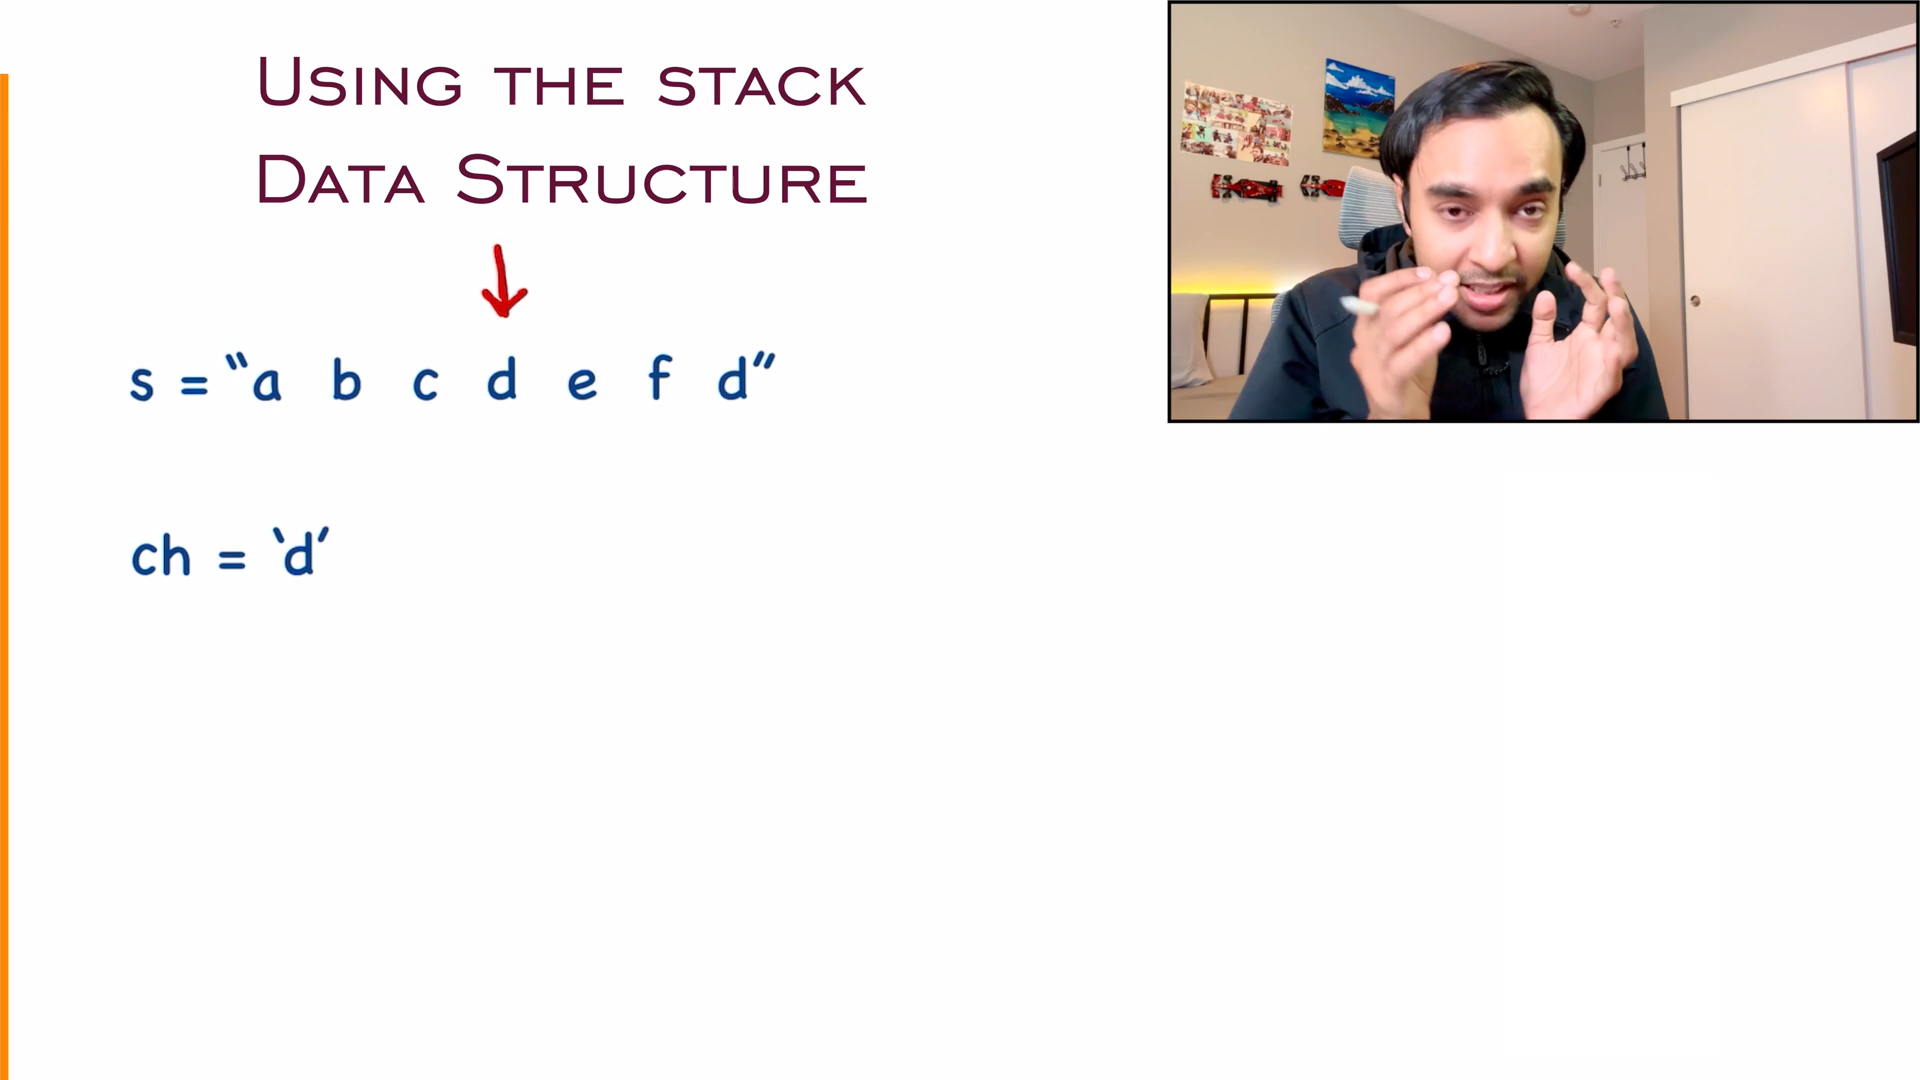 USING THE STACK
DATA STRUCTURE
s = “a b c d e f d”
ch = ‘d’